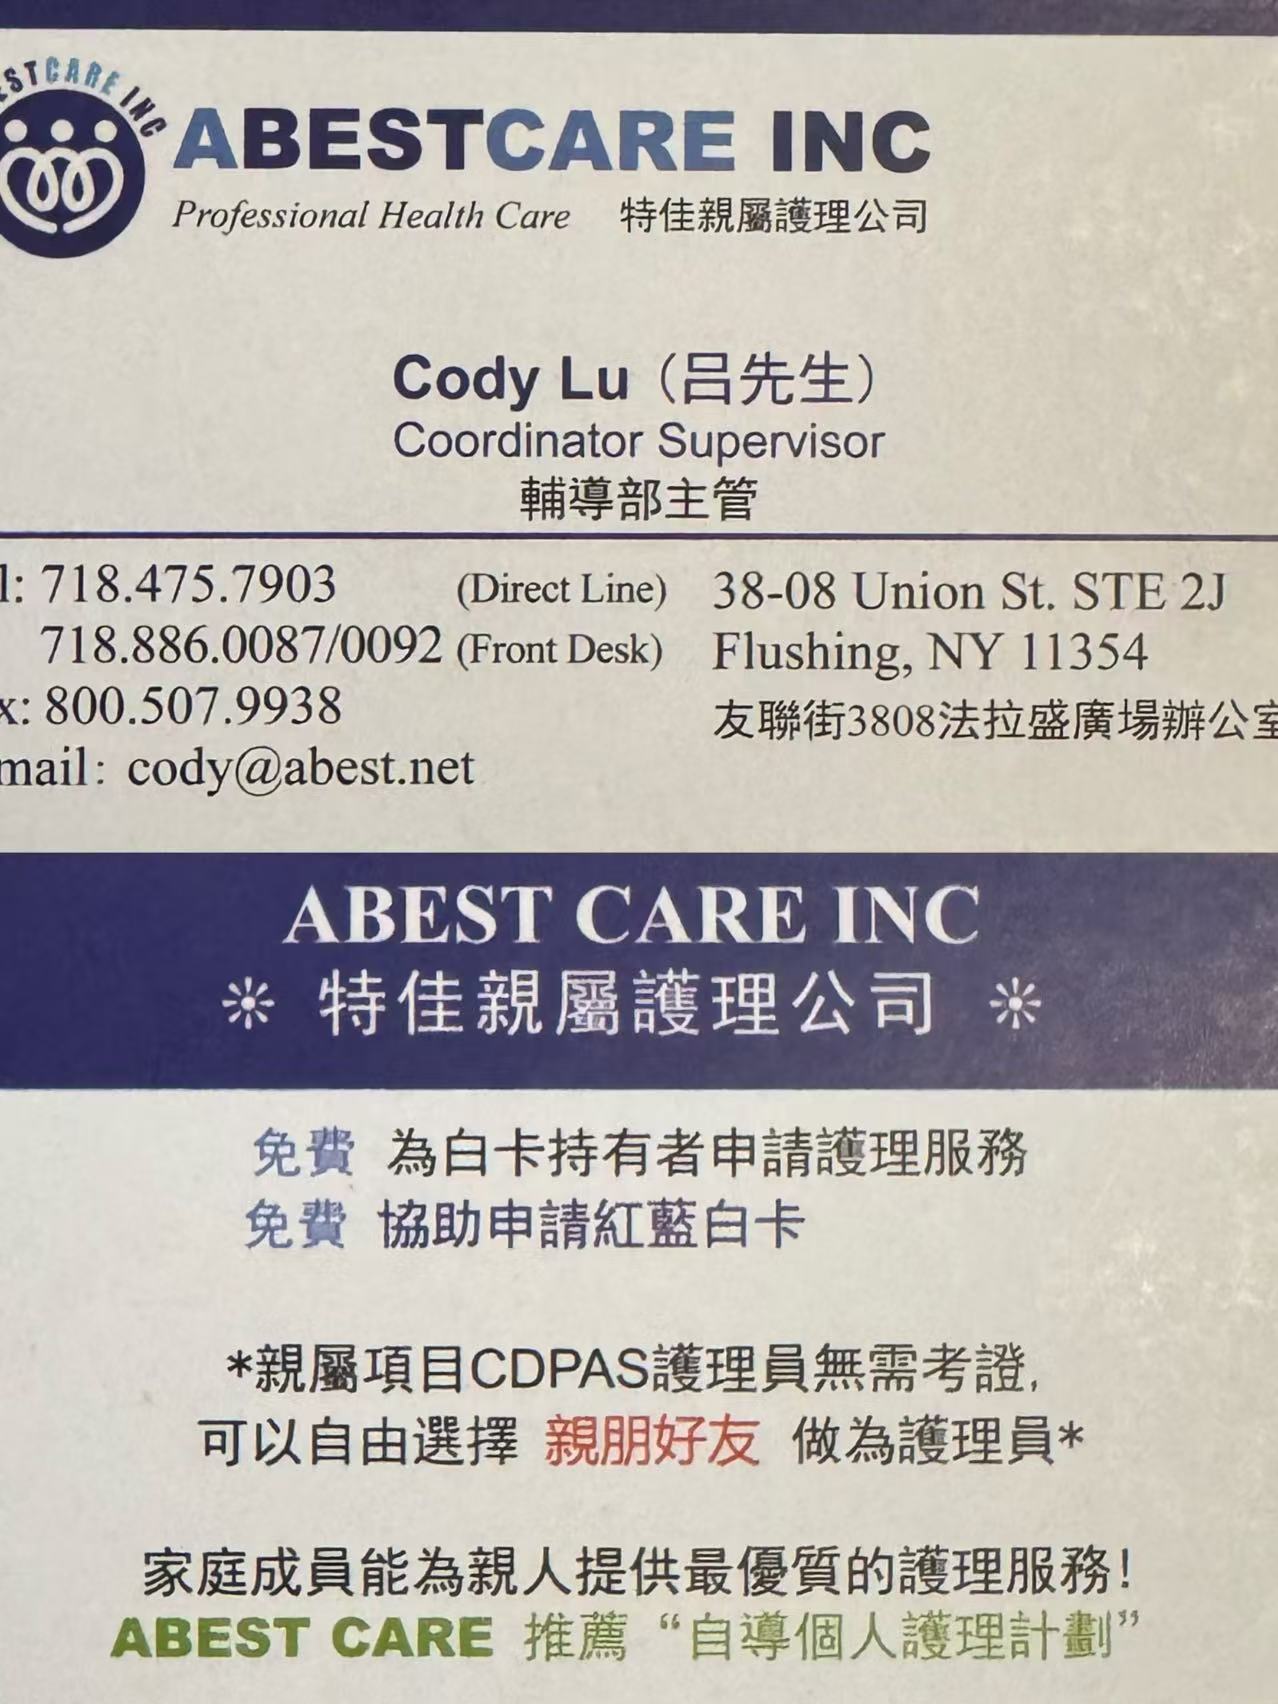 ESTCARE INC
ABESTCARE INC
Professional Health Care 特佳親屬護理公司
Cody Lu (呂先生)
Coordinator Supervisor
輔導部主管
l: 718.475.7903 (Direct Line)
718.886.0087/0092 (Front Desk)
x: 800.507.9938
mail: cody@abest.net
38-08 Union St. STE 2J
Flushing, NY 11354
友聯街3808法拉盛廣場辦公室
ABEST CARE INC
※ 特佳親屬護理公司 ※
免費 為白卡持有者申請護理服務
免費 協助申請紅藍白卡
*親屬項目CDPAS護理員無需考證,
可以自由選擇 親朋好友 做為護理員*
家庭成員能為親人提供最優質的護理服務!
ABEST CARE 推薦 “自導個人護理計劃”